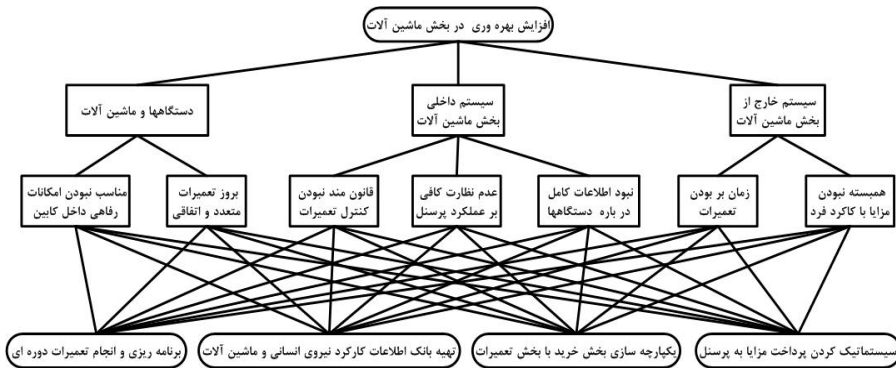 افزایش بهره وری در بخش ماشین آلات
سیستم خارج از
بخش ماشین آلات
سیستم داخلی
بخش ماشین آلات
دستگاهها و ماشین آلات
همبسته نبودن
مزایا با کاکرد فرد
زمان بر بودن
تعمیرات
نبود اطلاعات کامل
در باره دستگاهها
عدم نظارت کافی
بر عملکرد پرسنل
قانون مند نبودن
کنترل تعمیرات
بروز تعمیرات
متعدد و اتفاقی
مناسب نبودن امکانات
رفاهی داخل کابین
سیستماتیک کردن پرداخت مزایا به پرسنل
یکپارچه سازی بخش خرید با بخش تعمیرات
تهیه بانک اطلاعات کارکرد نیروی انسانی و ماشین آلات
برنامه ریزی و انجام تعمیرات دوره ای